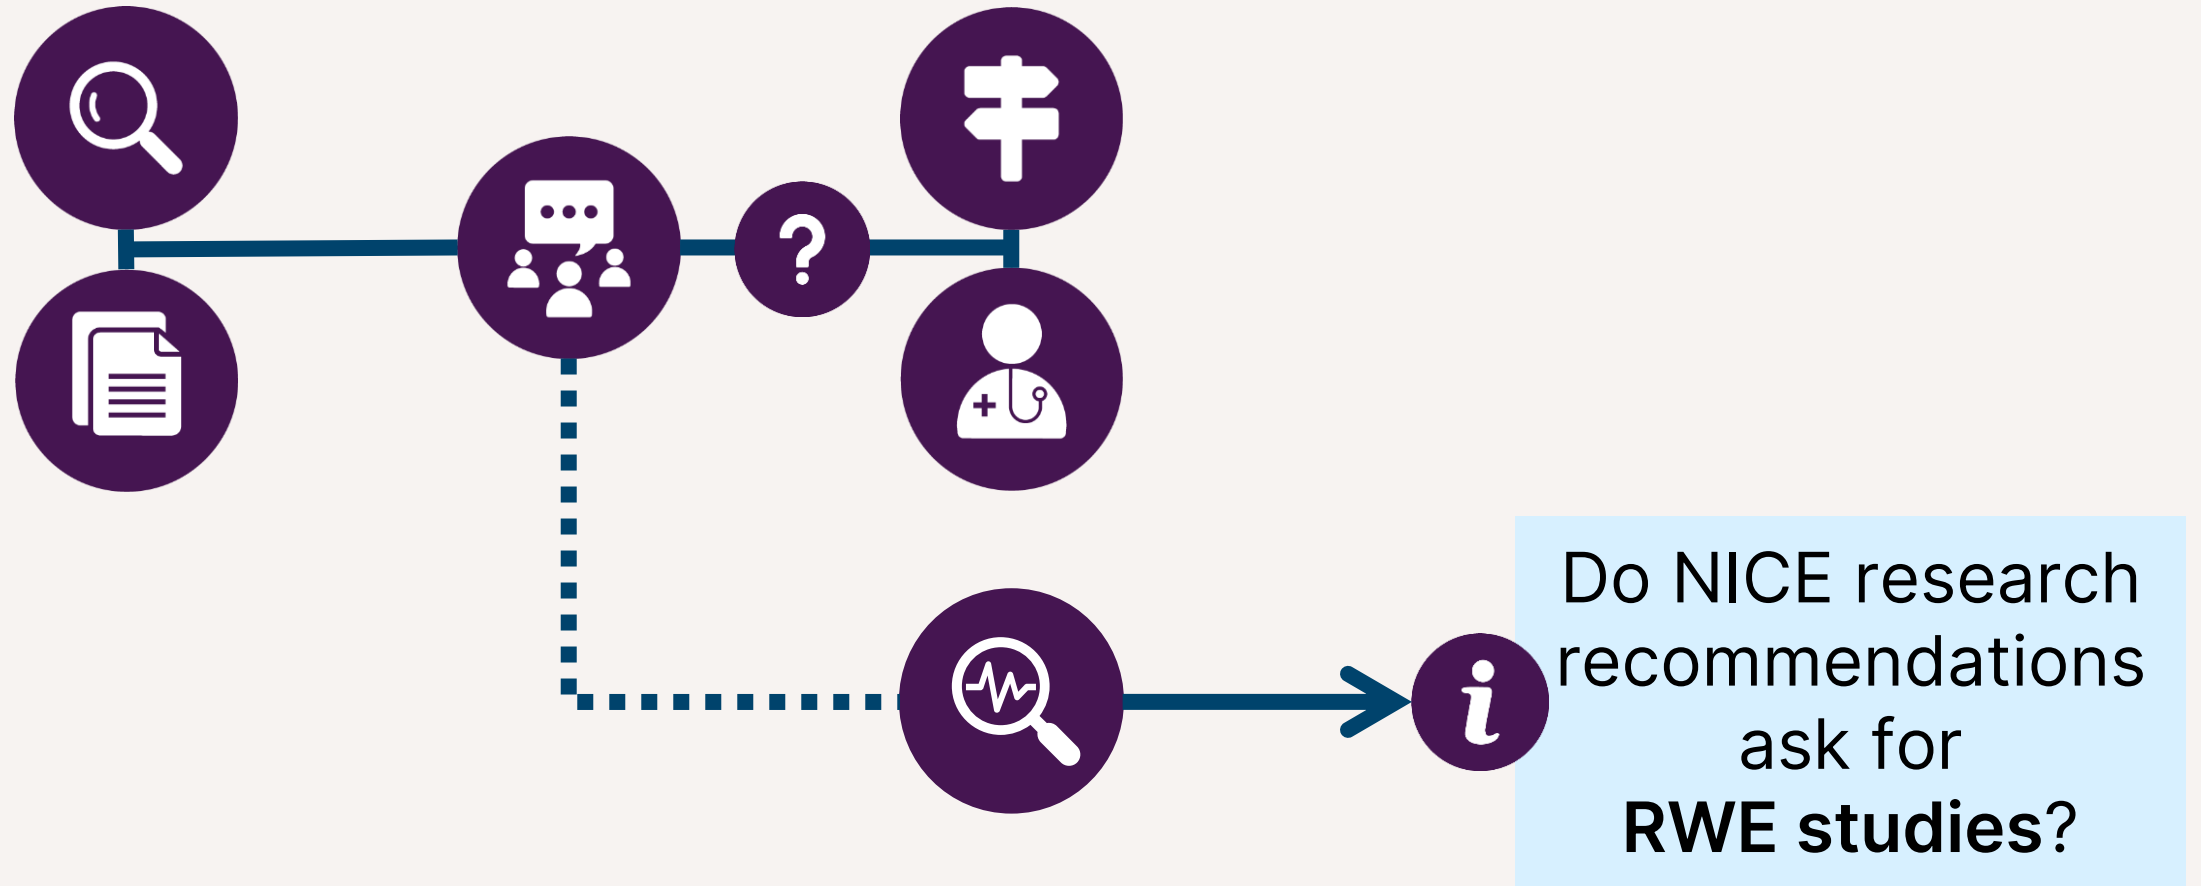 ?
i
Do NICE research
recommendations
ask for
RWE studies?